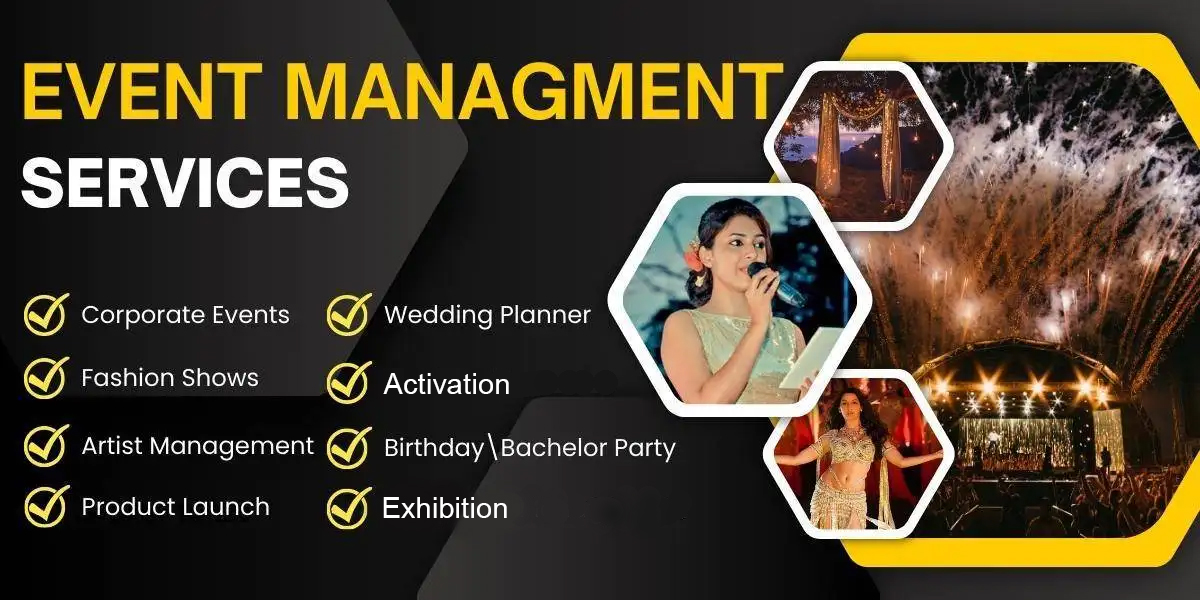 EVENT MANAGMENT
SERVICES
Corporate Events
Wedding Planner
Fashion Shows
Activation
Artist Management
Birthday\Bachelor Party
Product Launch
Exhibition